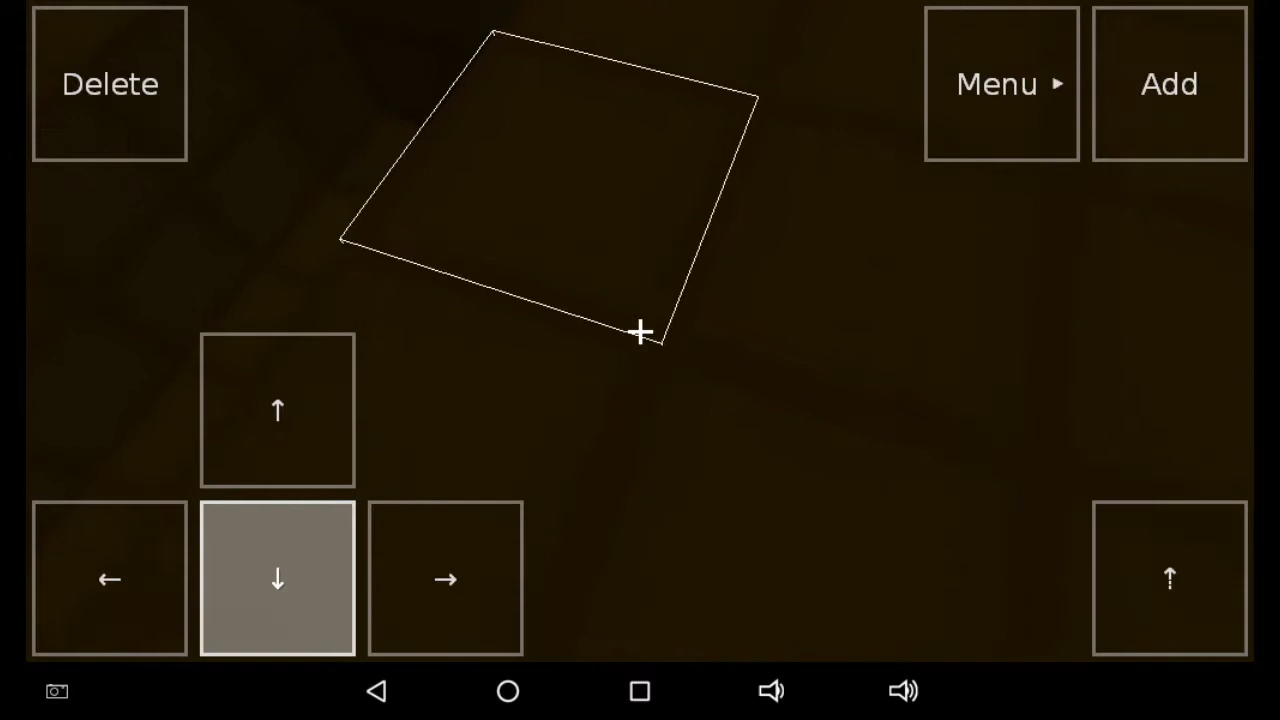 Delete
Menu ▸
Add
↑
← ↓ → ⇡